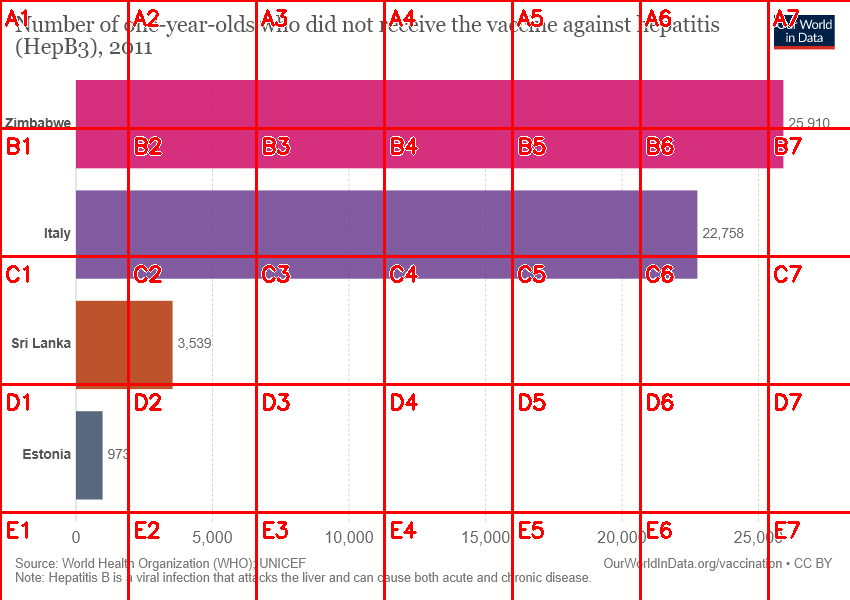 Number of one-year-olds who did not receive the vaccine against hepatitis
(HepB3), 2011
Our World
in Data
A1 A2 A3 A4 A5 A6 A7
Zimbabwe 25,910
B1 B2 B3 B4 B5 B6 B7
Italy 22,758
C1 C2 C3 C4 C5 C6 C7
Sri Lanka 3,539
D1 D2 D3 D4 D5 D6 D7
Estonia 973
E1 E2 E3 E4 E5 E6 E7
0 5,000 10,000 15,000 20,000 25,000
Source: World Health Organization (WHO); UNICEF OurWorldInData.org/vaccination • CC BY
Note: Hepatitis B is a viral infection that attacks the liver and can cause both acute and chronic disease.